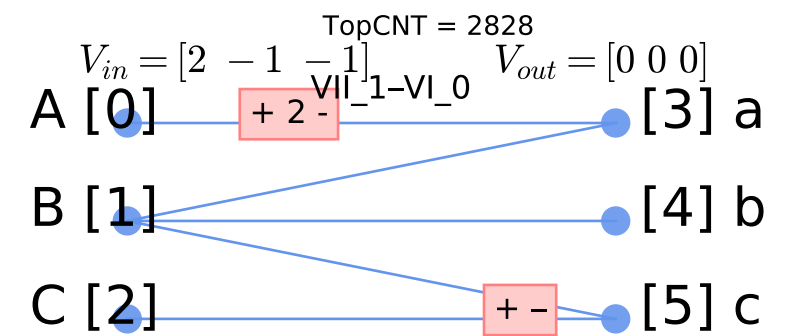 TopCNT = 2828
V_in = [2 −1 −1] V_out = [0 0 0]
VII_1–VI_0
A [0] + 2 - [3] a
B [1] [4] b
C [2] + – [5] c